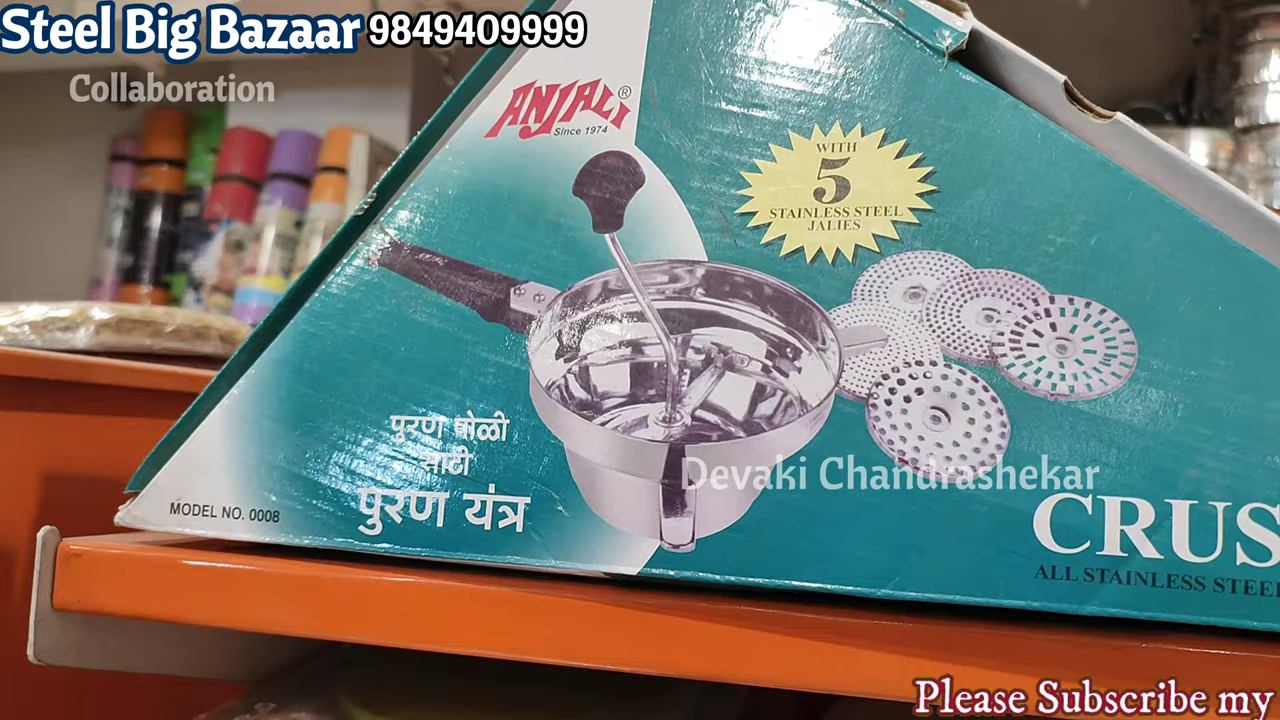 Steel Big Bazaar 9849409999
Collaboration
ANJALI®
Since 1974
WITH
5
STAINLESS STEEL
JALIES
पुरण पोळी
साठी
पुरण यंत्र
MODEL NO. 0008
Devaki Chandrashekar
CRUS
ALL STAINLESS STEEL
Please Subscribe my